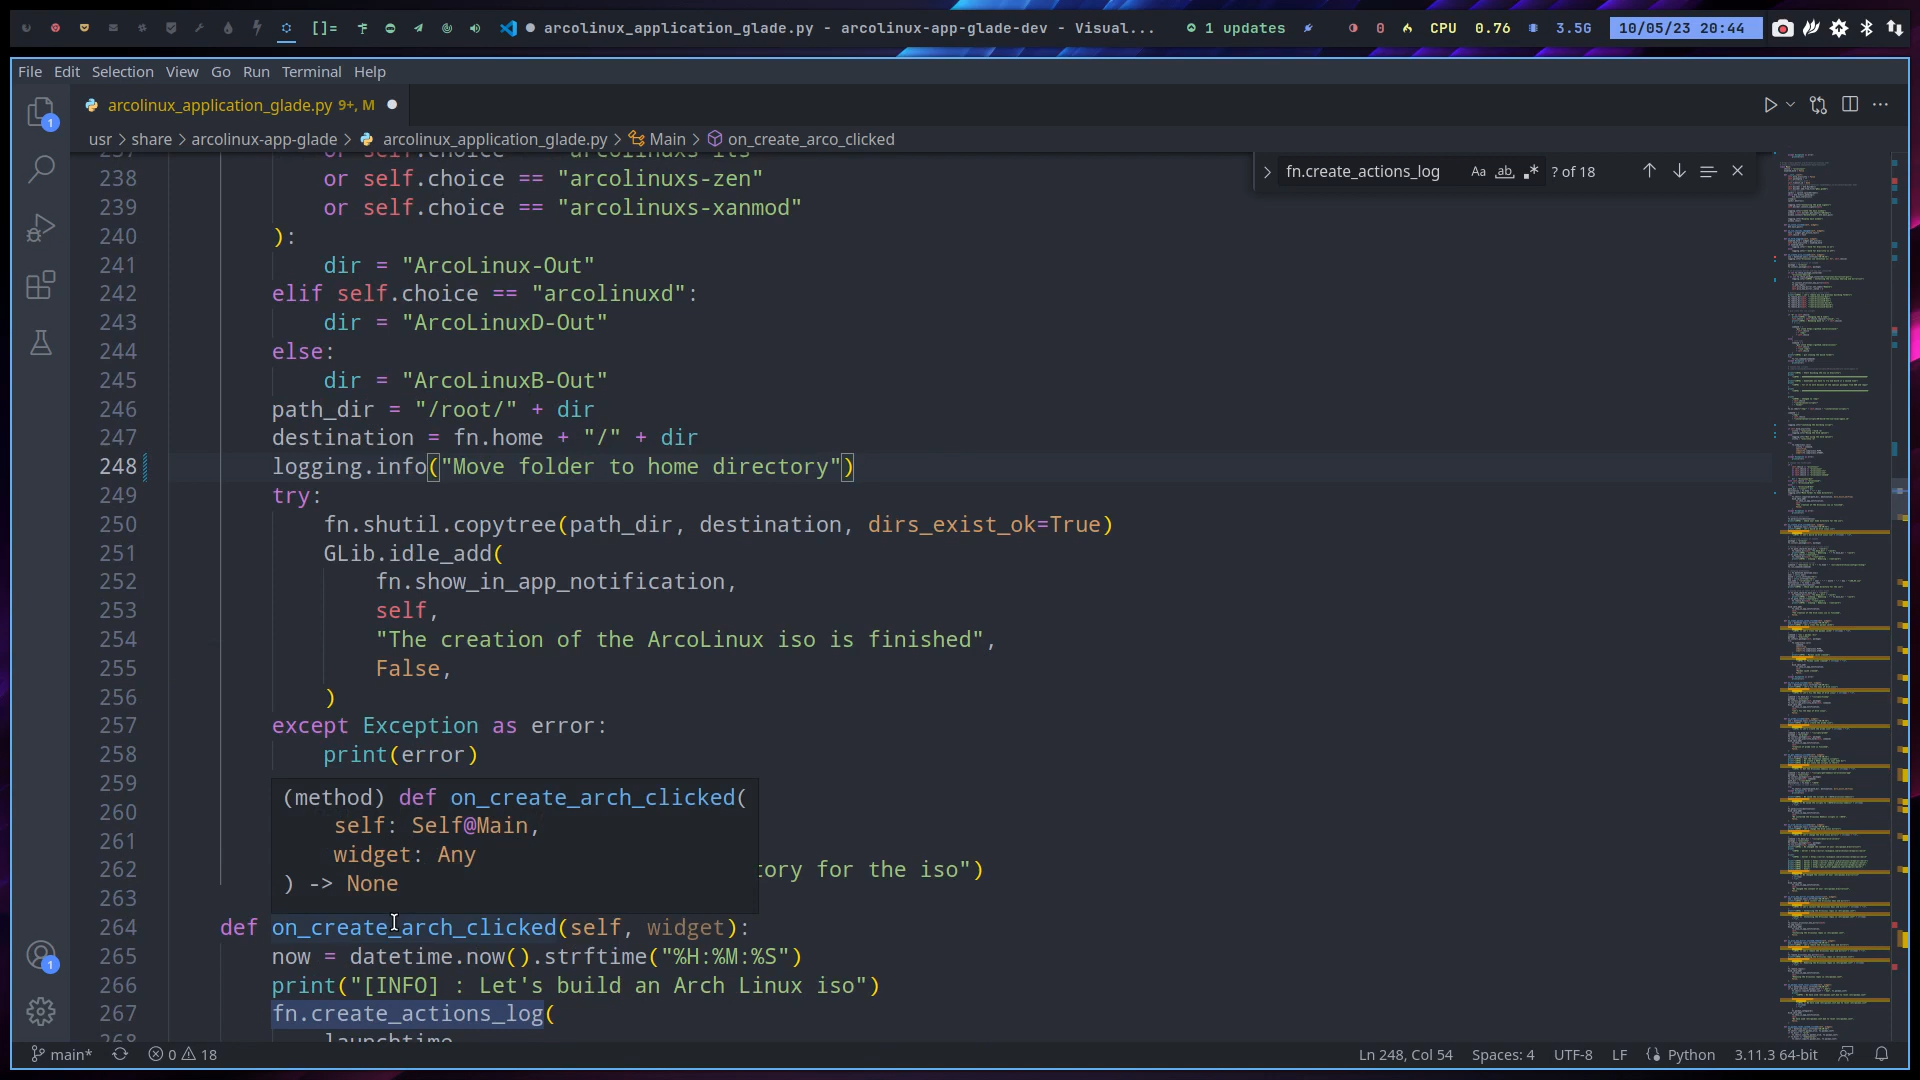 []= arcolinux_application_glade.py - arcolinux-app-glade-dev - Visual... 1 updates 0 CPU 0.76 3.5G 10/05/23 20:44
File Edit Selection View Go Run Terminal Help
arcolinux_application_glade.py 9+, M
usr > share > arcolinux-app-glade > arcolinux_application_glade.py > Main > on_create_arco_clicked
fn.create_actions_log Aa ab .* ? of 18
238 or self.choice == "arcolinuxs-zen"
239 or self.choice == "arcolinuxs-xanmod"
240 ):
241 dir = "ArcoLinux-Out"
242 elif self.choice == "arcolinuxd":
243 dir = "ArcoLinuxD-Out"
244 else:
245 dir = "ArcoLinuxB-Out"
246 path_dir = "/root/" + dir
247 destination = fn.home + "/" + dir
248 logging.info("Move folder to home directory")
249 try:
250 fn.shutil.copytree(path_dir, destination, dirs_exist_ok=True)
251 GLib.idle_add(
252 fn.show_in_app_notification,
253 self,
254 "The creation of the ArcoLinux iso is finished",
255 False,
256 )
257 except Exception as error:
258 print(error)
259
(method) def on_create_arch_clicked(
260
self: Self@Main,
261
widget: Any
262 tory for the iso")
) -> None
263
264 def on_create_arch_clicked(self, widget):
265 now = datetime.now().strftime("%H:%M:%S")
266 print("[INFO] : Let's build an Arch Linux iso")
267 fn.create_actions_log(
268 launchtime
1
1
main* 0 18 Ln 248, Col 54 Spaces: 4 UTF-8 LF Python 3.11.3 64-bit